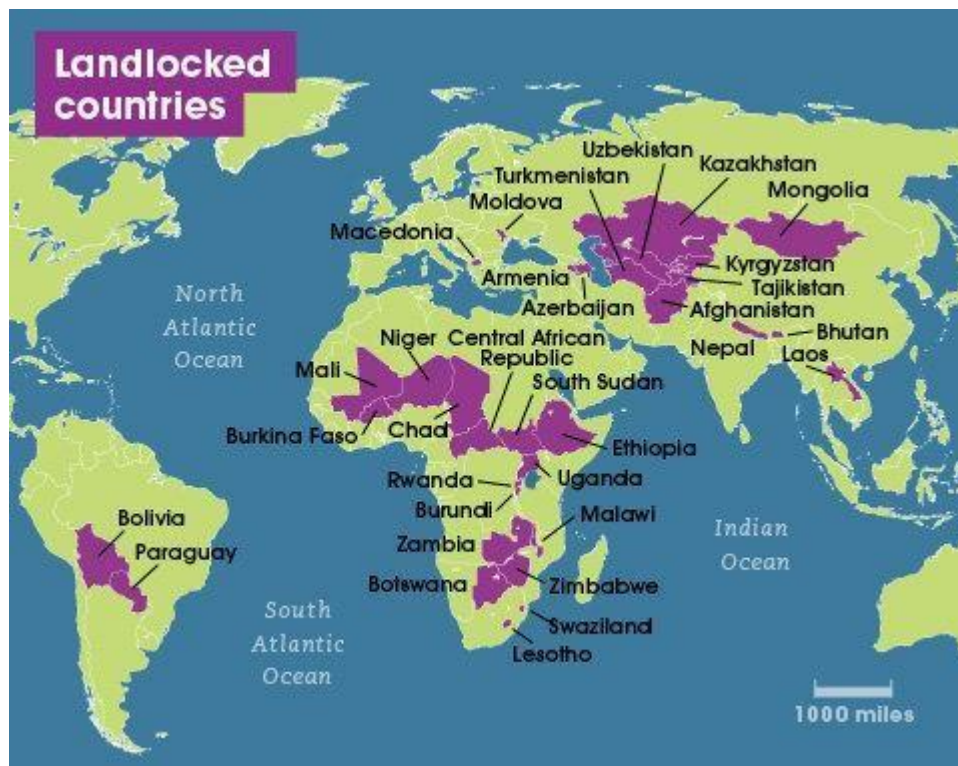 Landlocked
countries
Uzbekistan
Kazakhstan
Turkmenistan
Mongolia
Moldova
Macedonia
Kyrgyzstan
Armenia
Tajikistan
Azerbaijan
Afghanistan
North
Atlantic
Ocean
Bhutan
Niger
Central African
Republic
Nepal
Laos
Mali
South Sudan
Burkina Faso
Chad
Ethiopia
Rwanda
Uganda
Burundi
Malawi
Bolivia
Indian
Ocean
Zambia
Paraguay
Botswana
Zimbabwe
South
Atlantic
Ocean
Swaziland
Lesotho
1000 miles